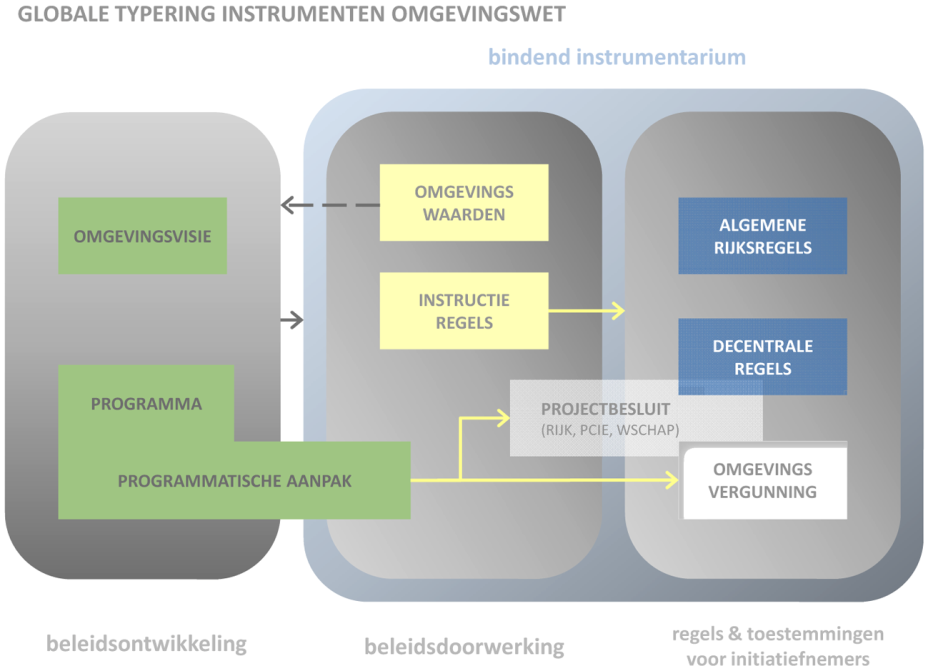 GLOBALE TYPERING INSTRUMENTEN OMGEVINGSWET
bindend instrumentarium
OMGEVINGSVISIE
PROGRAMMA
PROGRAMMATISCHE AANPAK
OMGEVINGS
WAARDEN
INSTRUCTIE
REGELS
PROJECTBESLUIT
(RIJK, PCIE, WSCHAP)
ALGEMENE
RIJKSREGELS
DECENTRALE
REGELS
OMGEVINGS
VERGUNNING
beleidsontwikkeling
beleidsdoorwerking
regels & toestemmingen
voor initiatiefnemers